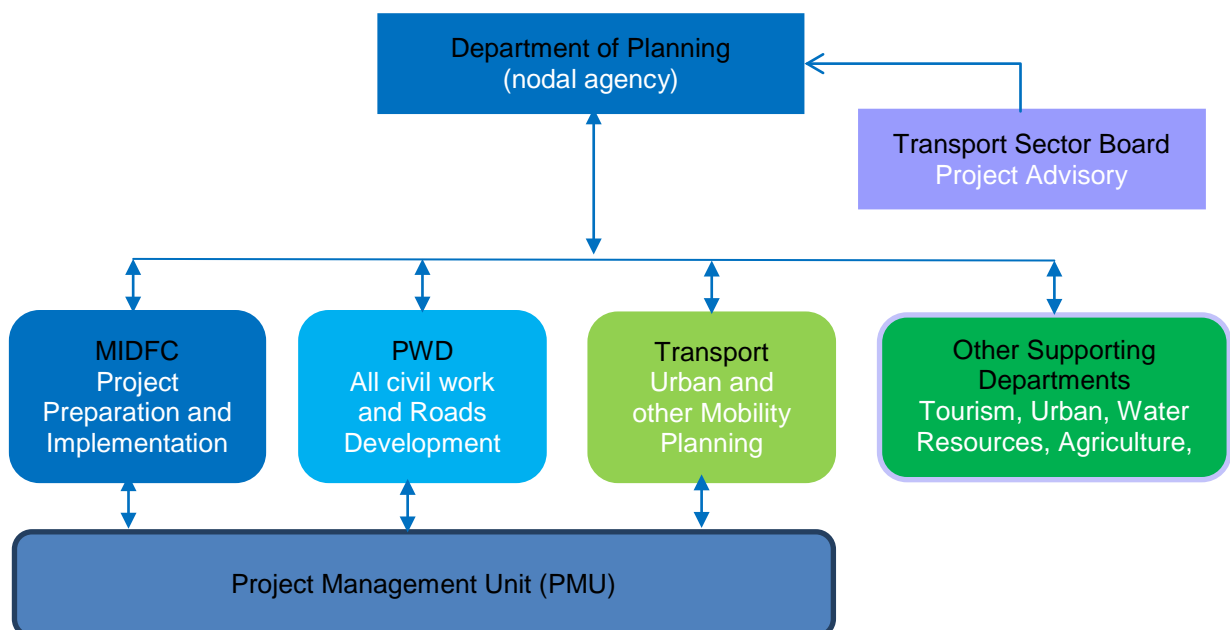 Department of Planning
(nodal agency)
Transport Sector Board
Project Advisory
MIDFC
Project
Preparation and
Implementation
PWD
All civil work
and Roads
Development
Transport
Urban and
other Mobility
Planning
Other Supporting
Departments
Tourism, Urban, Water
Resources, Agriculture,
Project Management Unit (PMU)